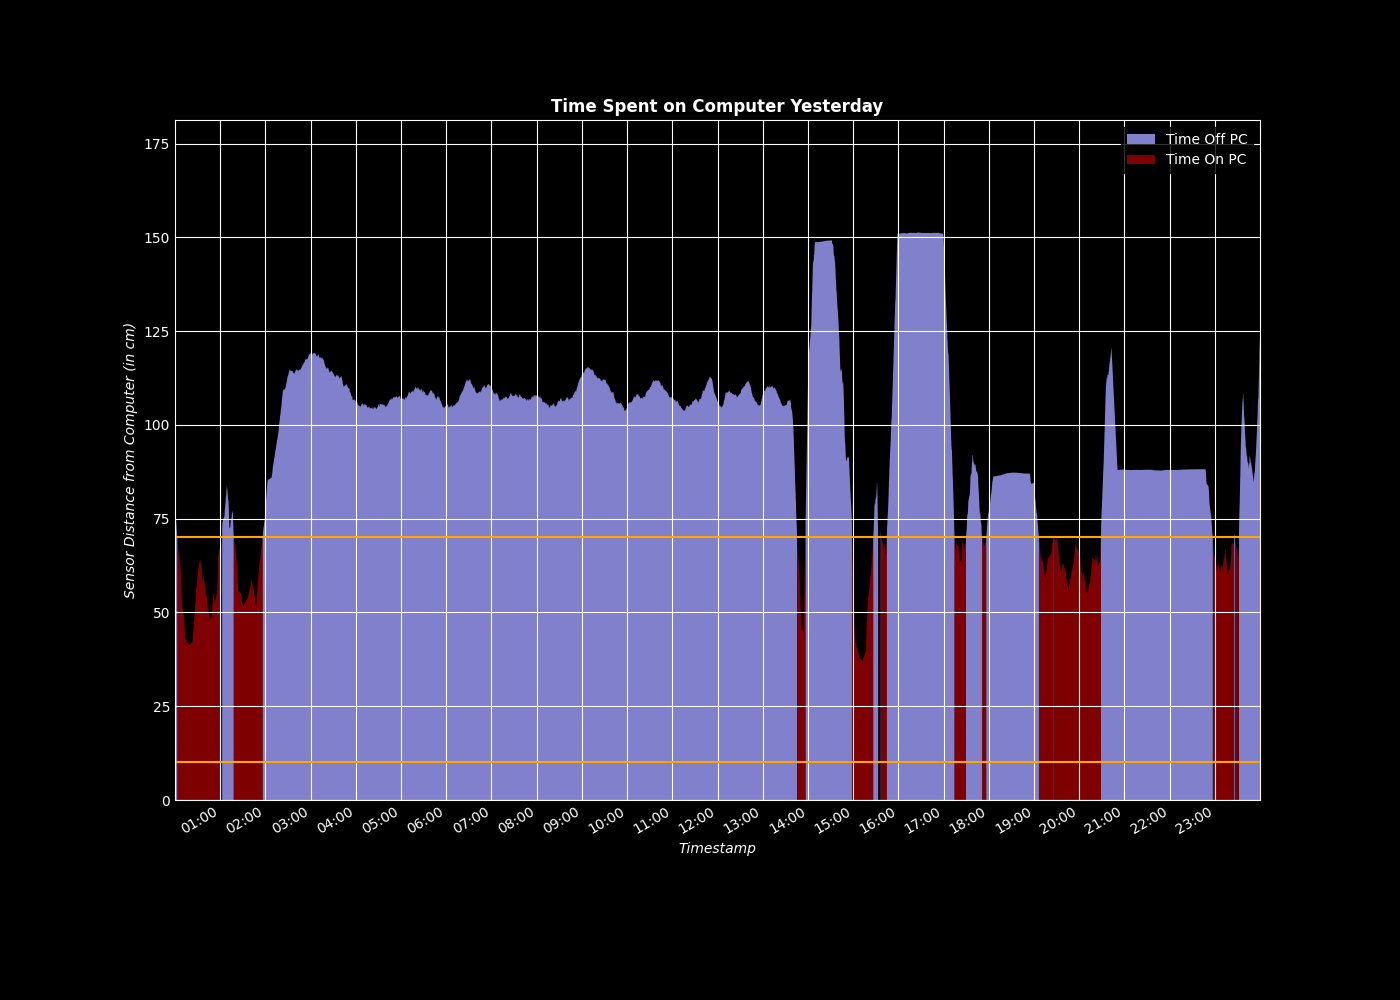 Time Spent on Computer Yesterday
Time Off PC
Time On PC
175
150
125
100
75
50
25
0
Sensor Distance from Computer (in cm)
01:00 02:00 03:00 04:00 05:00 06:00 07:00 08:00 09:00 10:00 11:00 12:00 13:00 14:00 15:00 16:00 17:00 18:00 19:00 20:00 21:00 22:00 23:00
Timestamp